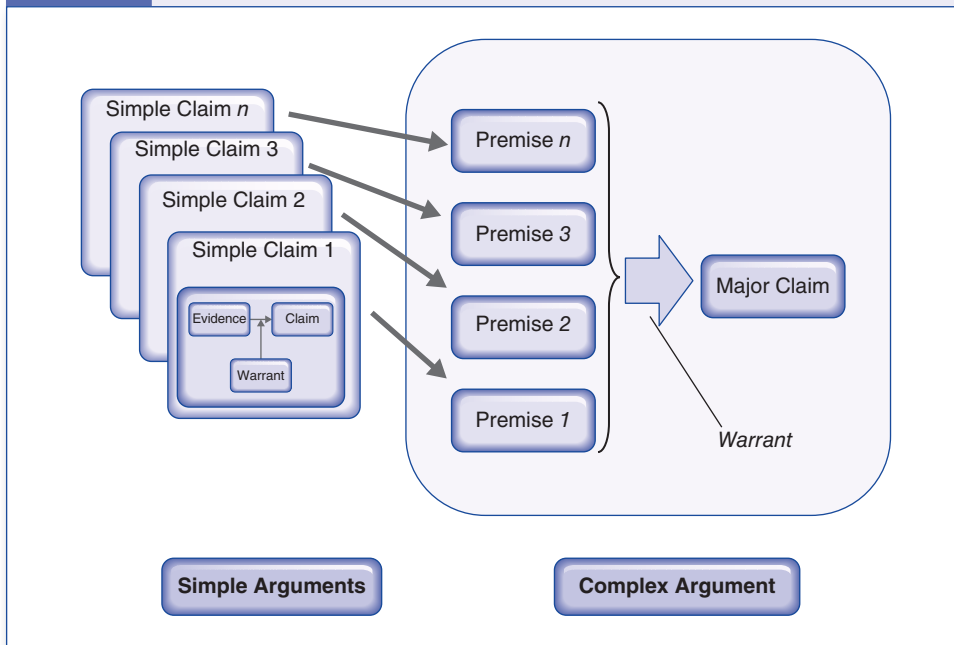 Simple Claim n
Simple Claim 3
Simple Claim 2
Simple Claim 1
Evidence
Claim
Warrant
Premise n
Premise 3
Premise 2
Premise 1
Major Claim
Warrant
Simple Arguments
Complex Argument